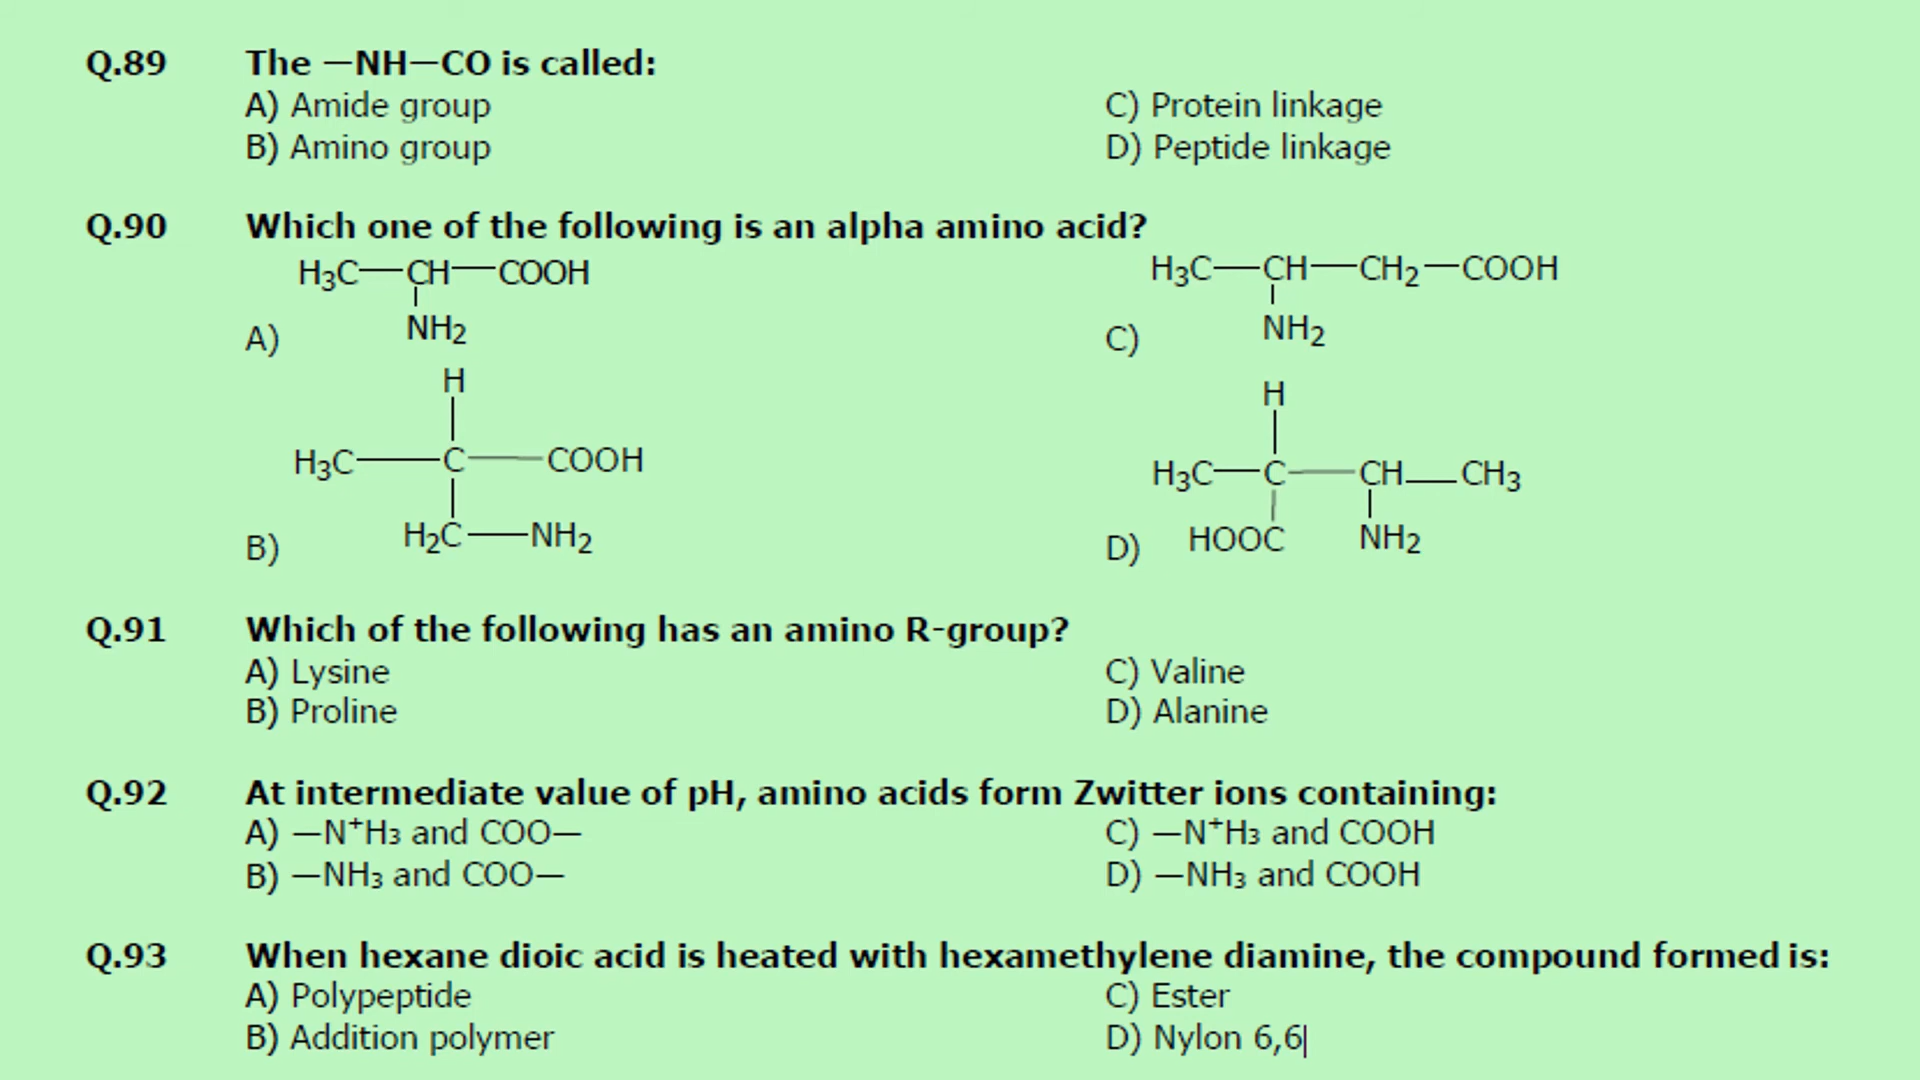 Q.89 The —NH—CO is called:
A) Amide group C) Protein linkage
B) Amino group D) Peptide linkage
Q.90 Which one of the following is an alpha amino acid?
H3C—CH—COOH H3C—CH—CH2—COOH
A) NH2 C) NH2
H H
H3C—C—COOH H3C—C—CH—CH3
B) H2C—NH2 D) HOOC NH2
Q.91 Which of the following has an amino R-group?
A) Lysine C) Valine
B) Proline D) Alanine
Q.92 At intermediate value of pH, amino acids form Zwitter ions containing:
A) —N⁺H₃ and COO— C) —N⁺H₃ and COOH
B) —NH₃ and COO— D) —NH₃ and COOH
Q.93 When hexane dioic acid is heated with hexamethylene diamine, the compound formed is:
A) Polypeptide C) Ester
B) Addition polymer D) Nylon 6,6